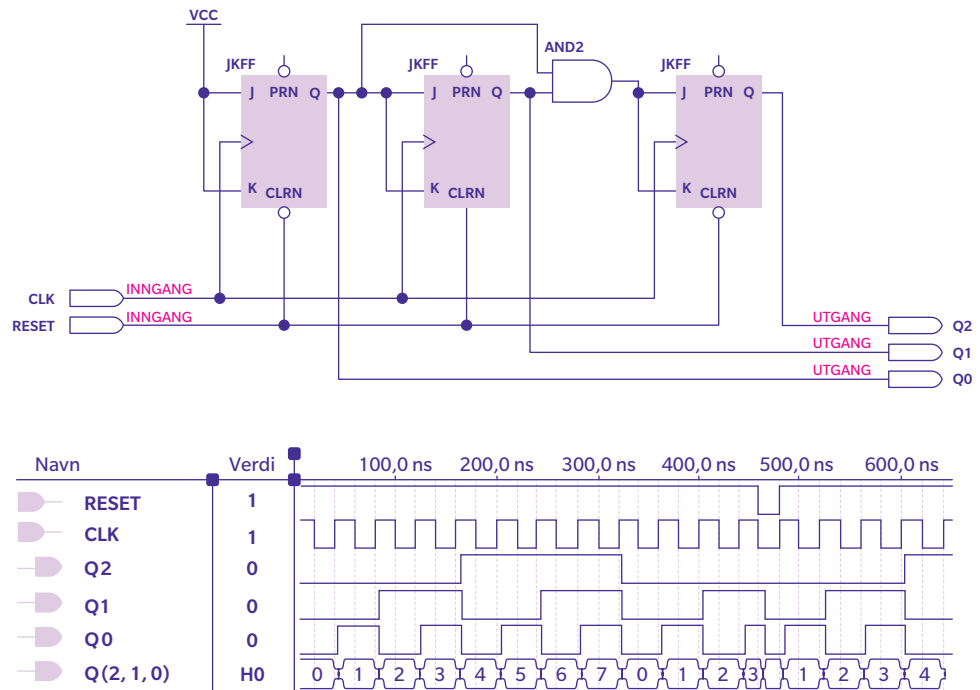 VCC
AND2
JKFF JKFF JKFF
J PRN Q J PRN Q J PRN Q
K CLRN K CLRN K CLRN
CLK INNGANG
RESET INNGANG
UTGANG Q2
UTGANG Q1
UTGANG Q0
Navn Verdi 100,0 ns 200,0 ns 300,0 ns 400,0 ns 500,0 ns 600,0 ns
RESET 1
CLK 1
Q2 0
Q1 0
Q0 0
Q(2, 1, 0) H0 0 1 2 3 4 5 6 7 0 1 2 3 1 2 3 4